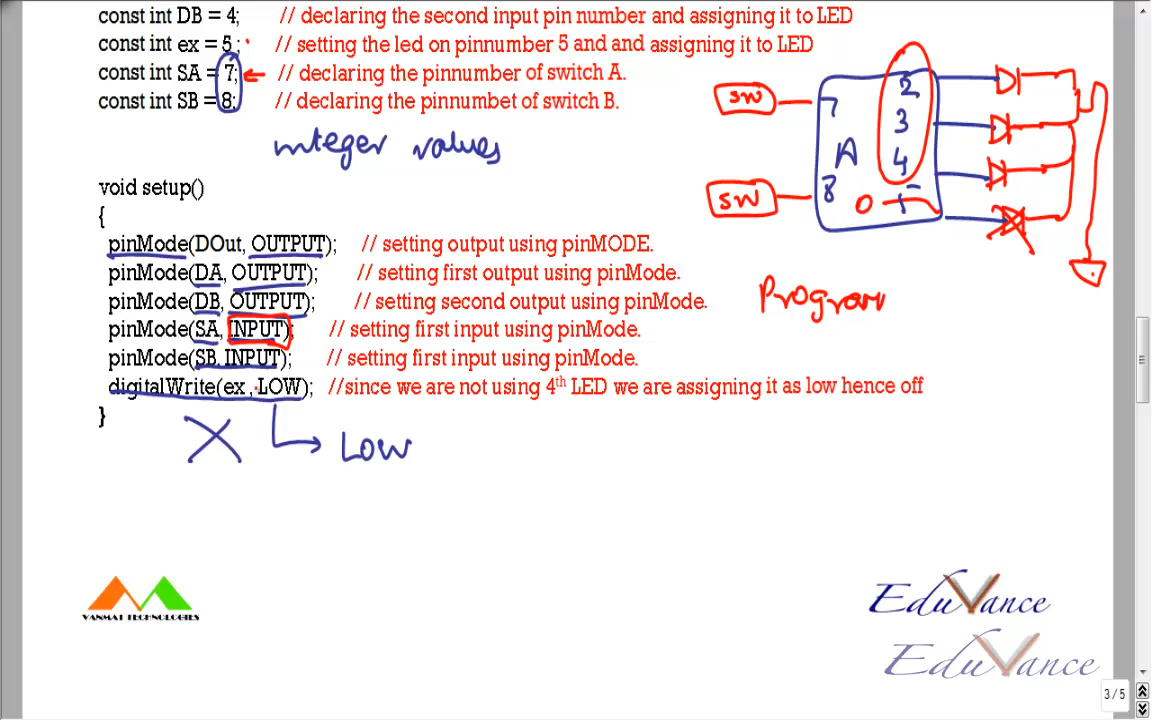 const int DB = 4; // declaring the second input pin number and assigning it to LED
const int ex = 5 ; // setting the led on pinnumber 5 and and assigning it to LED
const int SA = 7; // declaring the pinnumber of switch A.
const int SB = 8; // declaring the pinnumbet of switch B.
integer values
void setup()
{
pinMode(DOut, OUTPUT); // setting output using pinMODE.
pinMode(DA, OUTPUT); // setting first output using pinMode.
pinMode(DB, OUTPUT); // setting second output using pinMode.
pinMode(SA, INPUT); // setting first input using pinMode.
pinMode(SB, INPUT); // setting first input using pinMode.
digitalWrite(ex , LOW); //since we are not using 4th LED we are assigning it as low hence off
}
X
LOW
SW
SW
7
8
A
2
3
4
0
Program
VANMAT TECHNOLOGIES
EduVance
EduVance
3 / 5